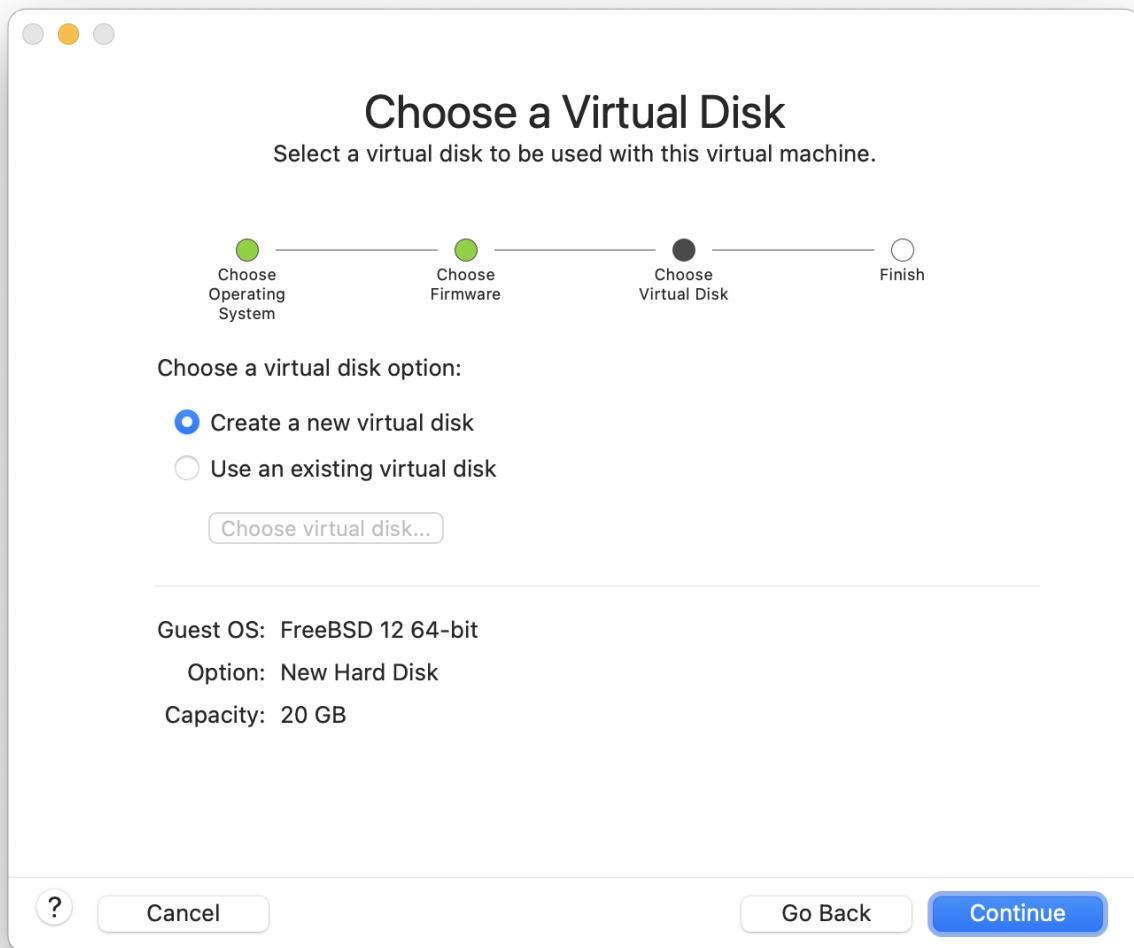 Choose a Virtual Disk
Select a virtual disk to be used with this virtual machine.
Choose
Operating
System
Choose
Firmware
Choose
Virtual Disk
Finish
Choose a virtual disk option:
Create a new virtual disk
Use an existing virtual disk
Choose virtual disk...
Guest OS: FreeBSD 12 64-bit
Option: New Hard Disk
Capacity: 20 GB
? Cancel Go Back Continue